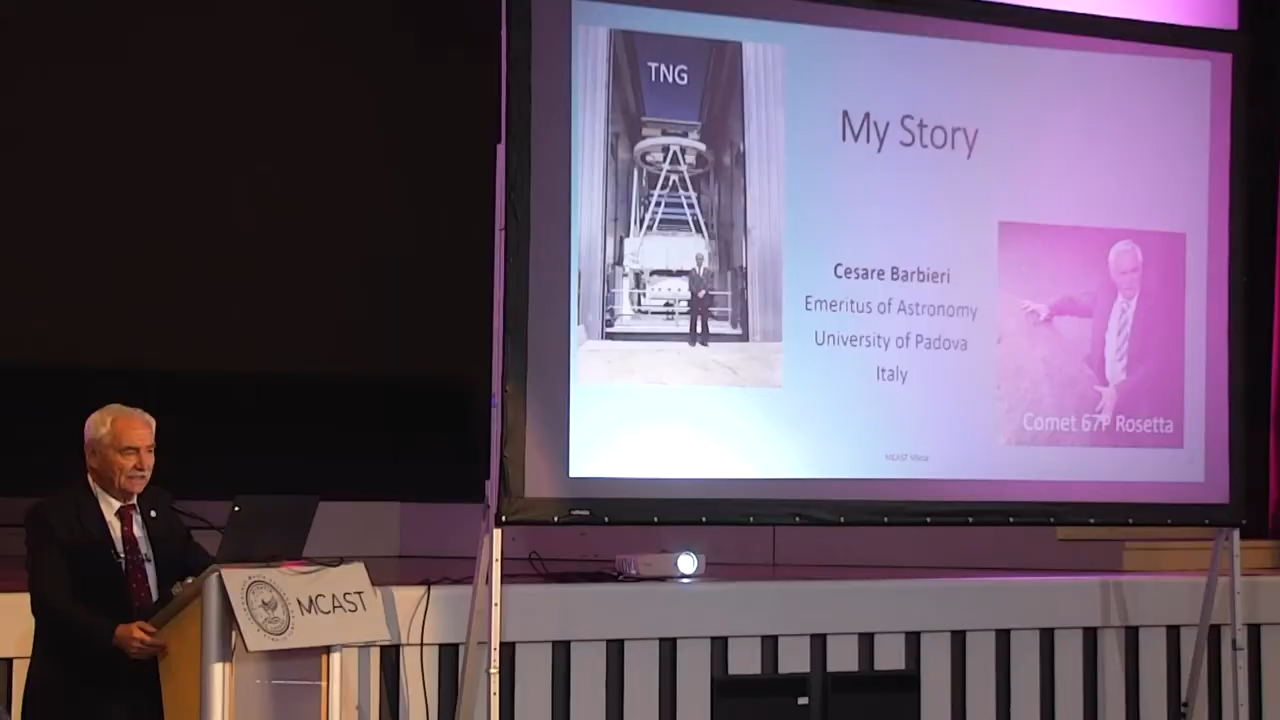 TNG
My Story
Cesare Barbieri
Emeritus of Astronomy
University of Padova
Italy
Comet 67P Rosetta
MCAST